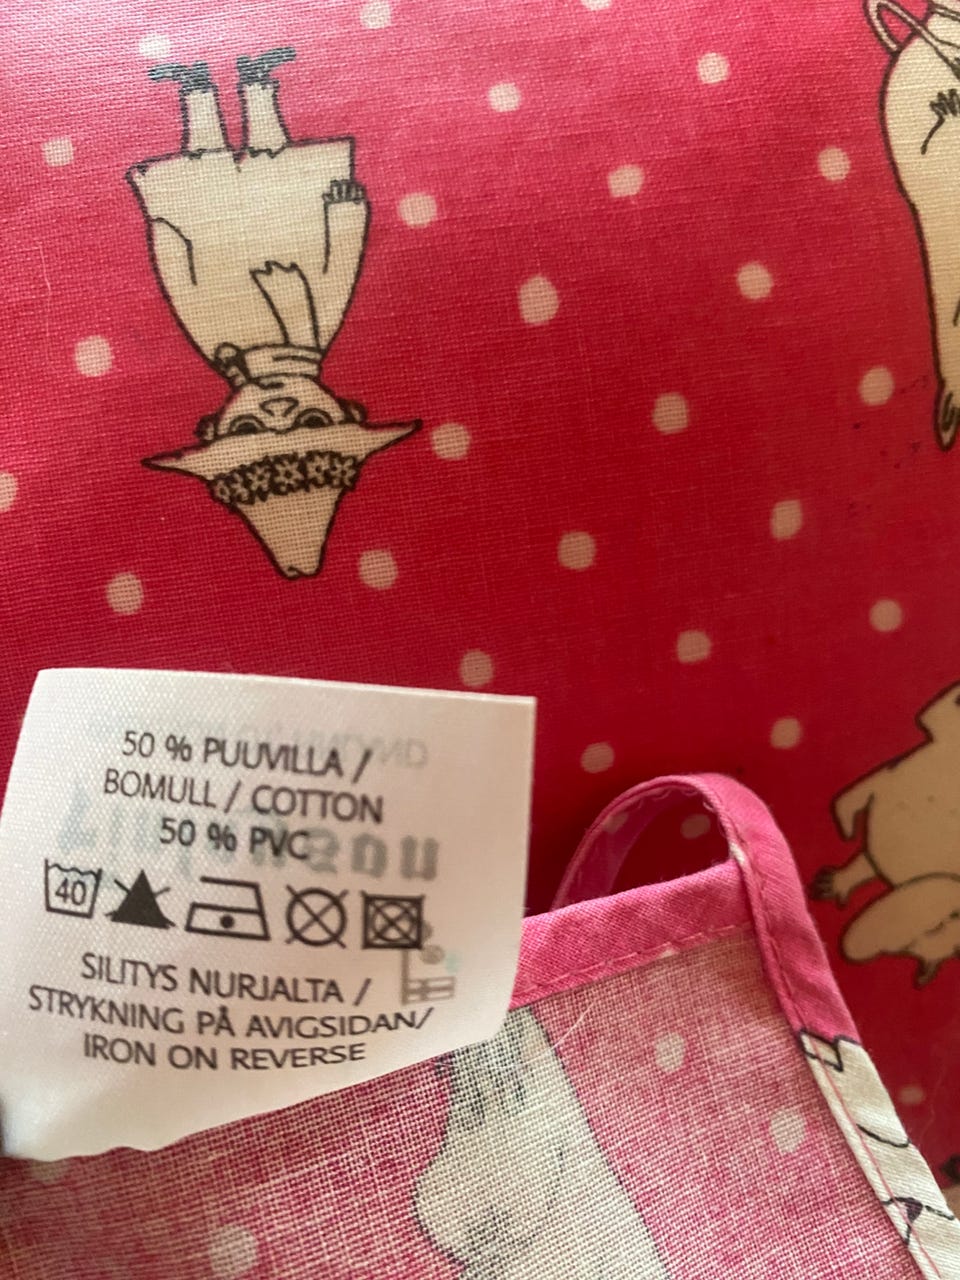 50 % PUUVILLA /
BOMULL / COTTON
50 % PVC
40
SILITYS NURJALTA /
STRYKNING PÅ AVIGSIDAN/
IRON ON REVERSE